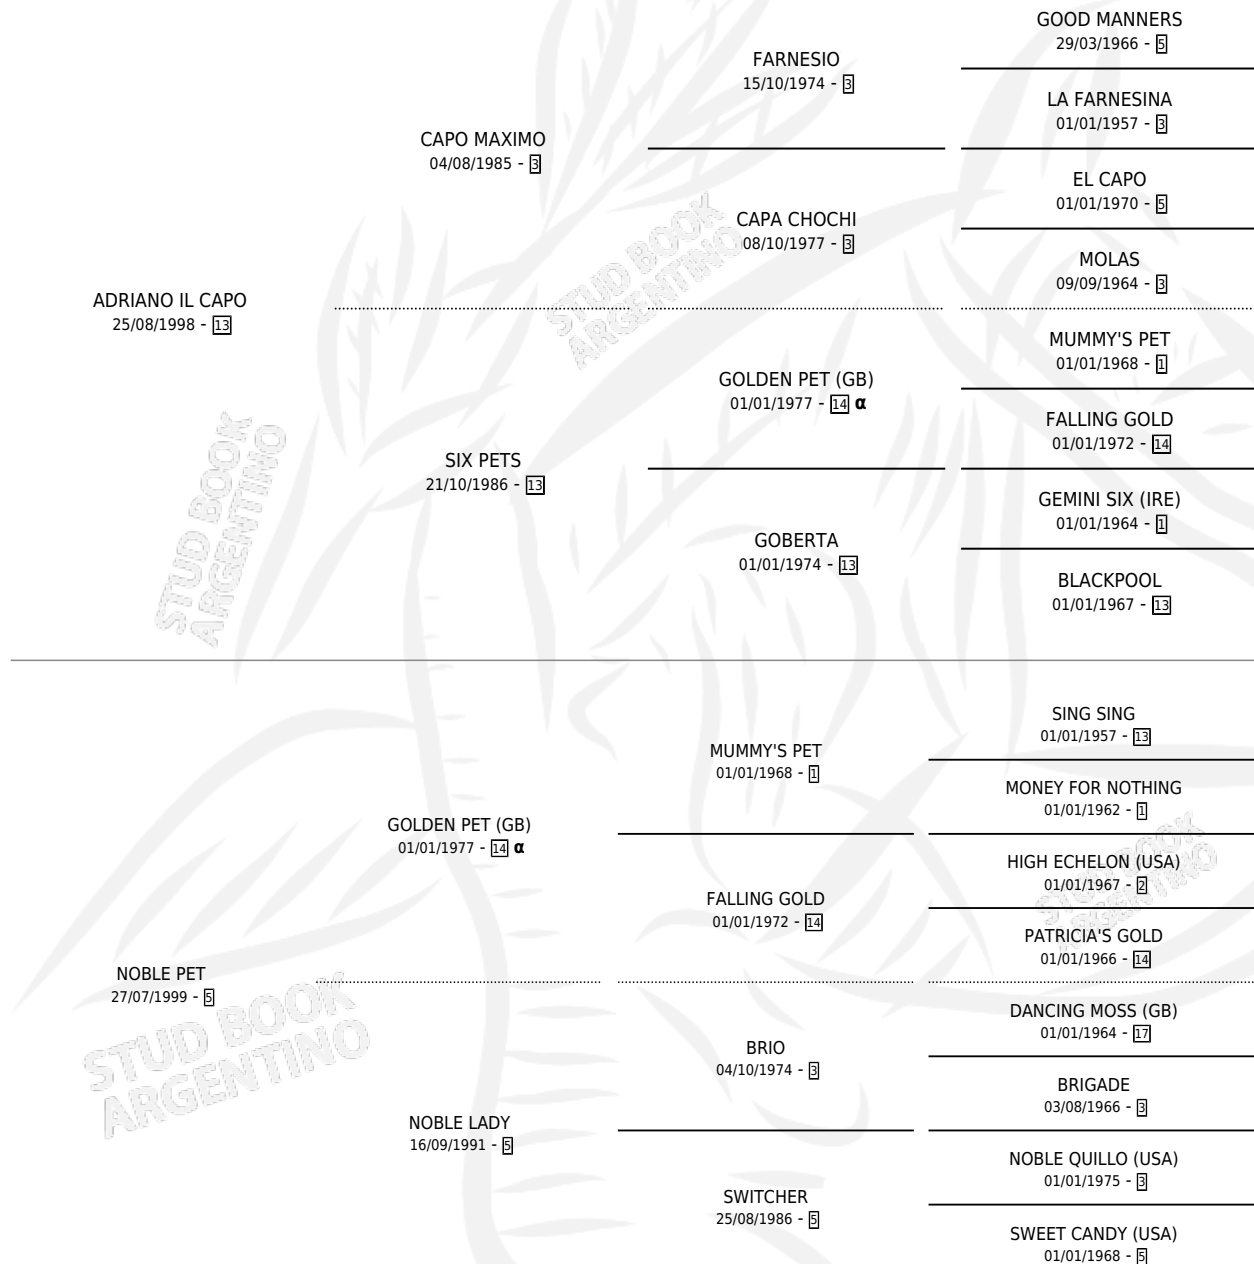 GOOD MANNERS
29/03/1966 - 5
FARNESIO
15/10/1974 - 3
LA FARNESINA
01/01/1957 - 3
CAPO MAXIMO
04/08/1985 - 3
EL CAPO
01/01/1970 - 5
CAPA CHOCHI
08/10/1977 - 3
MOLAS
09/09/1964 - 3
ADRIANO IL CAPO
25/08/1998 - 13
MUMMY'S PET
01/01/1968 - 1
GOLDEN PET (GB)
01/01/1977 - 14 α
FALLING GOLD
01/01/1972 - 14
SIX PETS
21/10/1986 - 13
GEMINI SIX (IRE)
01/01/1964 - 1
GOBERTA
01/01/1974 - 13
BLACKPOOL
01/01/1967 - 13
SING SING
01/01/1957 - 13
MUMMY'S PET
01/01/1968 - 1
MONEY FOR NOTHING
01/01/1962 - 1
GOLDEN PET (GB)
01/01/1977 - 14 α
HIGH ECHELON (USA)
01/01/1967 - 2
FALLING GOLD
01/01/1972 - 14
PATRICIA'S GOLD
01/01/1966 - 14
NOBLE PET
27/07/1999 - 5
DANCING MOSS (GB)
01/01/1964 - 17
BRIO
04/10/1974 - 3
BRIGADE
03/08/1966 - 3
NOBLE LADY
16/09/1991 - 5
NOBLE QUILLO (USA)
01/01/1975 - 3
SWITCHER
25/08/1986 - 5
SWEET CANDY (USA)
01/01/1968 - 5
STUD BOOK
ARGENTINO
STUD BOOK
ARGENTINO
STUD BOOK
ARGENTINO
STUD BOOK
ARGENTINO